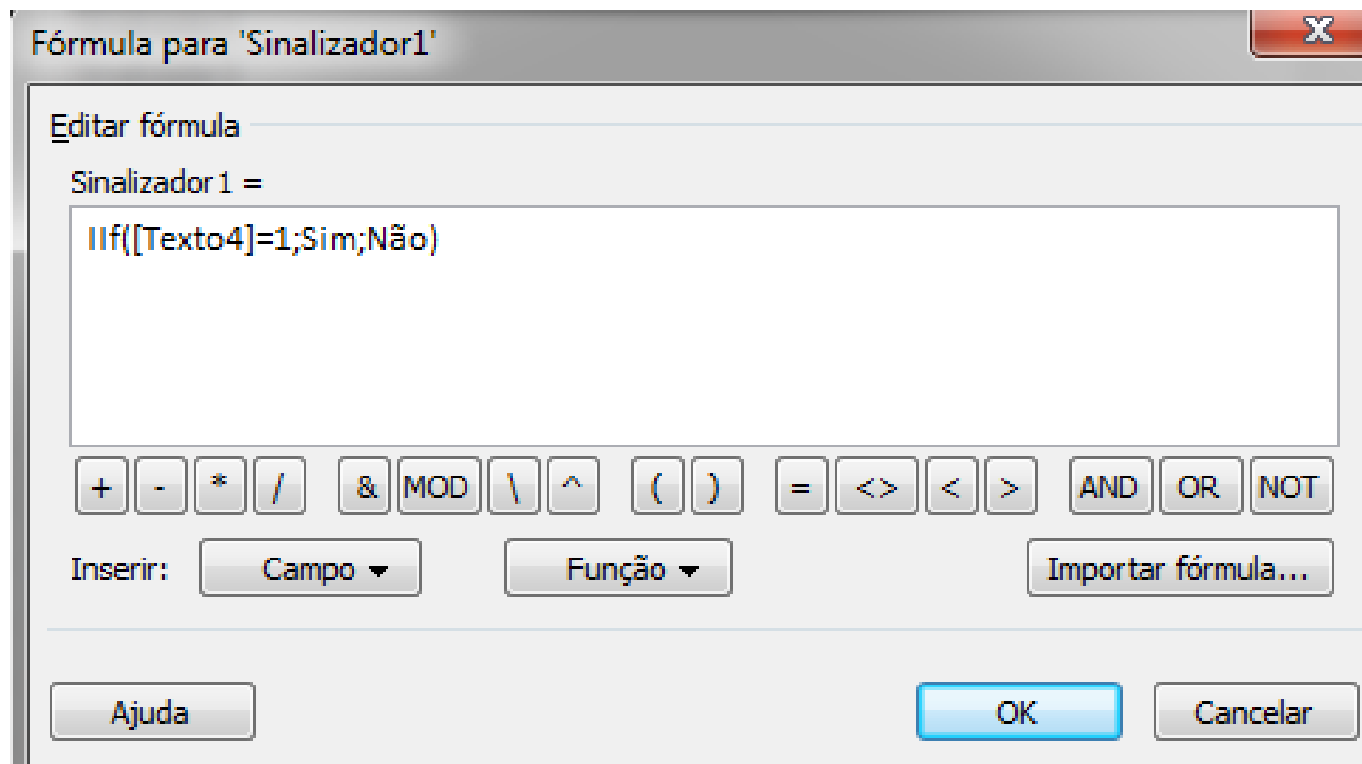 Fórmula para 'Sinalizador1'
X
Editar fórmula
Sinalizador1 =
IIf([Texto4]=1;Sim;Não)
+ - * / & MOD \ ^ ( ) = <> < > AND OR NOT
Inserir: Campo Função Importar fórmula...
Ajuda OK Cancelar